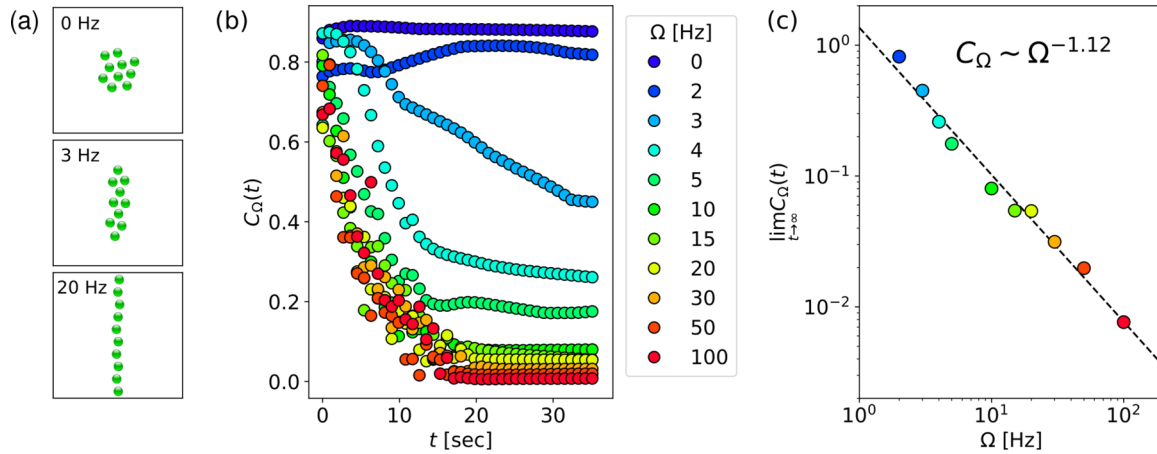 (a)
0 Hz
3 Hz
20 Hz
(b)
C_Ω(t)
0.8
0.6
0.4
0.2
0.0
0
10
20
30
t [sec]
Ω [Hz]
0
2
3
4
5
10
15
20
30
50
100
(c)
C_Ω ~ Ω^{-1.12}
lim_{t→∞} C_Ω(t)
10^0
10^{-1}
10^{-2}
10^0
10^1
10^2
Ω [Hz]